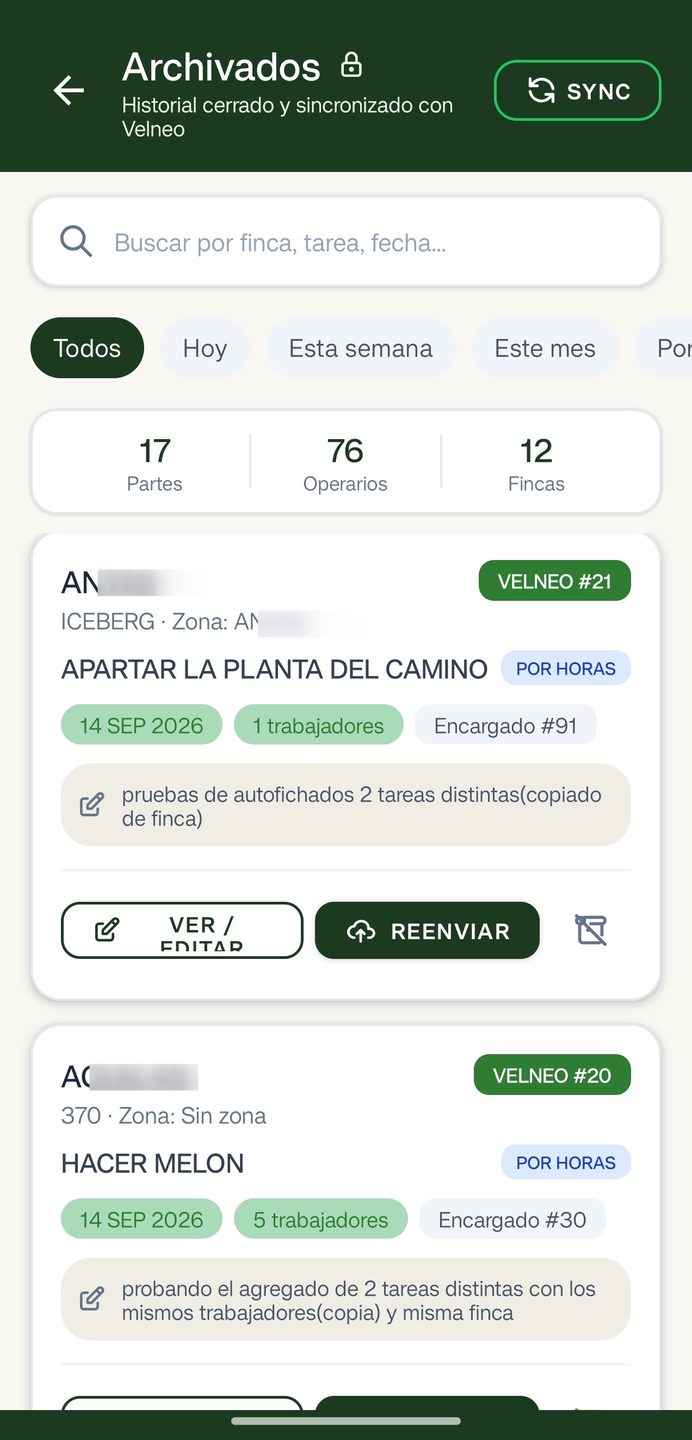 Archivados
Historial cerrado y sincronizado con
Velneo
SYNC
Buscar por finca, tarea, fecha...
Todos
Hoy
Esta semana
Este mes
Por
17
76
12
Partes
Operarios
Fincas
VELNEO #21
ICEBERG · Zona:
APARTAR LA PLANTA DEL CAMINO
POR HORAS
14 SEP 2026
1 trabajadores
Encargado #91
pruebas de autofichados 2 tareas distintas(copiado
de finca)
VER /
EDITAR
REENVIAR
VELNEO #20
370 · Zona: Sin zona
HACER MELON
POR HORAS
14 SEP 2026
5 trabajadores
Encargado #30
probando el agregado de 2 tareas distintas con los
mismos trabajadores(copia) y misma finca